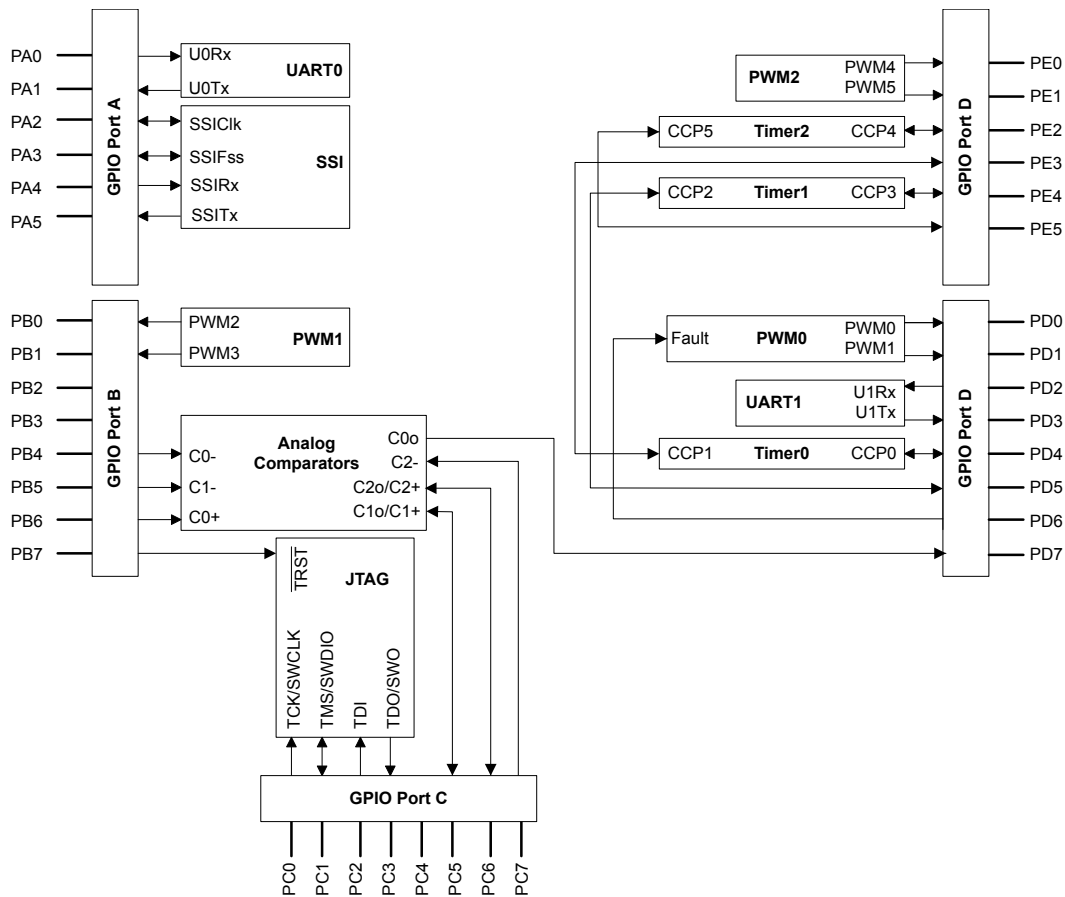 PA0
PA1
PA2
PA3
PA4
PA5
GPIO Port A
U0Rx
U0Tx
UART0
SSIClk
SSIFss
SSIRx
SSITx
SSI
PB0
PB1
PB2
PB3
PB4
PB5
PB6
PB7
GPIO Port B
PWM2
PWM3
PWM1
Analog
Comparators
C0-
C1-
C0+
C0o
C2-
C2o/C2+
C1o/C1+
TRST
JTAG
TCK/SWCLK
TMS/SWDIO
TDI
TDO/SWO
GPIO Port C
PC0
PC1
PC2
PC3
PC4
PC5
PC6
PC7
PWM2
PWM4
PWM5
CCP5
Timer2
CCP4
CCP2
Timer1
CCP3
GPIO Port D
PE0
PE1
PE2
PE3
PE4
PE5
Fault
PWM0
PWM0
PWM1
UART1
U1Rx
U1Tx
CCP1
Timer0
CCP0
GPIO Port D
PD0
PD1
PD2
PD3
PD4
PD5
PD6
PD7